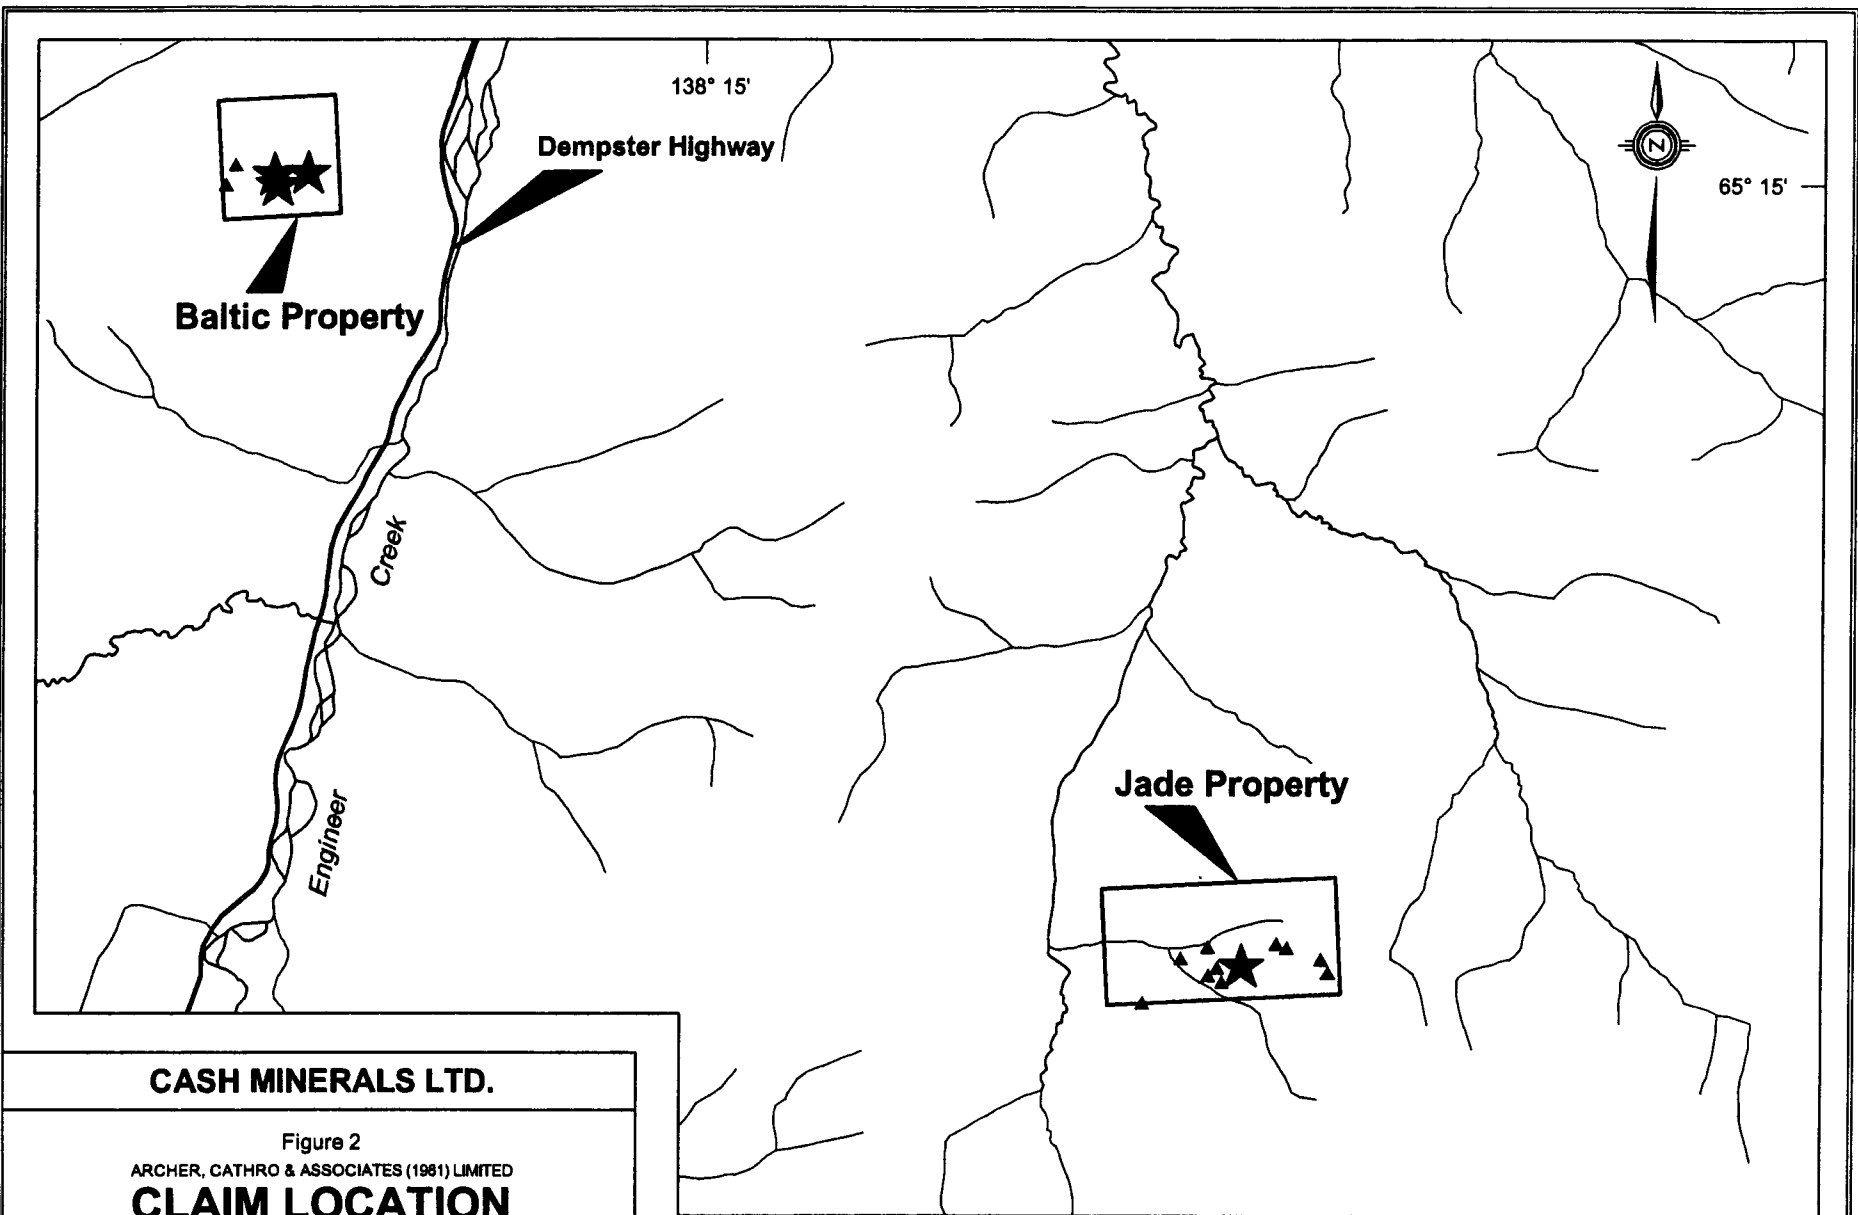 138° 15'
Dempster Highway
N
65° 15'
Baltic Property
Creek
Engineer
Jade Property
CASH MINERALS LTD.
Figure 2
ARCHER, CATHRO & ASSOCIATES (1981) LIMITED
CLAIM LOCATION